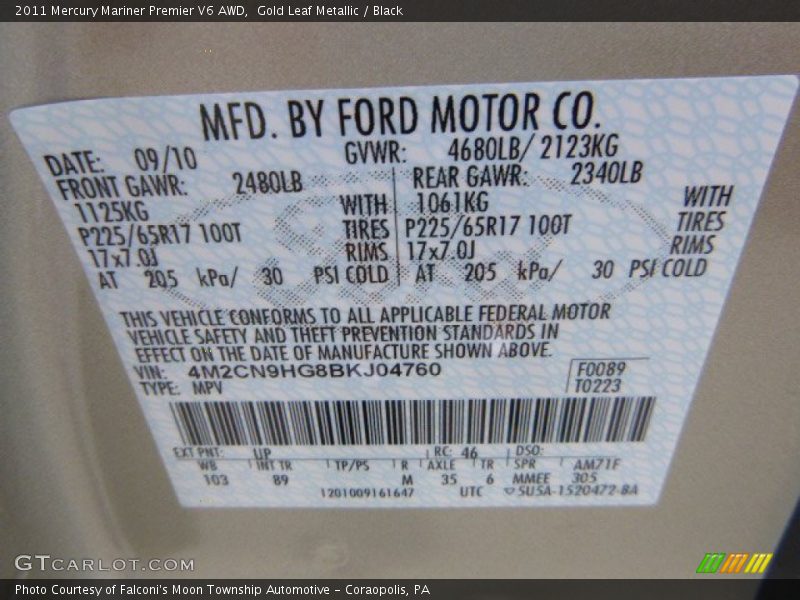 2011 Mercury Mariner Premier V6 AWD,  Gold Leaf Metallic / Black
MFD. BY FORD MOTOR CO.
DATE: 09/10 GVWR: 4680LB/ 2123KG
FRONT GAWR: 2480LB REAR GAWR: 2340LB
1125KG WITH 1061KG WITH
P225/65R17 100T TIRES P225/65R17 100T TIRES
17x7.0J RIMS 17x7.0J RIMS
AT 205 kPa/ 30 PSI COLD AT 205 kPa/ 30 PSI COLD
THIS VEHICLE CONFORMS TO ALL APPLICABLE FEDERAL MOTOR
VEHICLE SAFETY AND THEFT PREVENTION STANDARDS IN
EFFECT ON THE DATE OF MANUFACTURE SHOWN ABOVE.
VIN: 4M2CN9HG8BKJ04760 F0089
TYPE: MPV T0223
EXT PNT: UP RC: 46 DSO:
WB INT TR TP/PS R AXLE TR SPR AM71F
103 B9 M 35 6 MMEE 305
1201009161647 UTC 5U5A-1520472-BA
GTCARLOT.COM
Photo Courtesy of Falconi's Moon Township Automotive – Coraopolis, PA